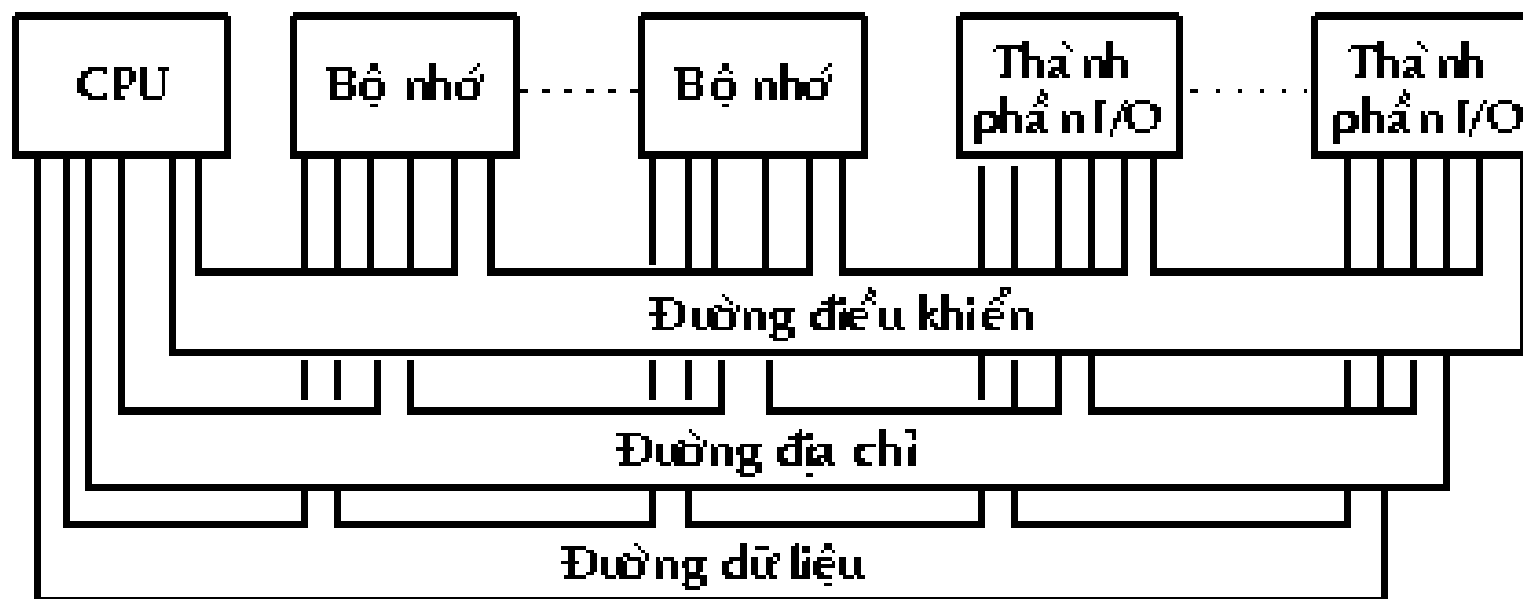 CPU
Bộ nhớ
Bộ nhớ
Thành
phần I/O
Thành
phần I/O
Đường điều khiển
Đường địa chỉ
Đường dữ liệu